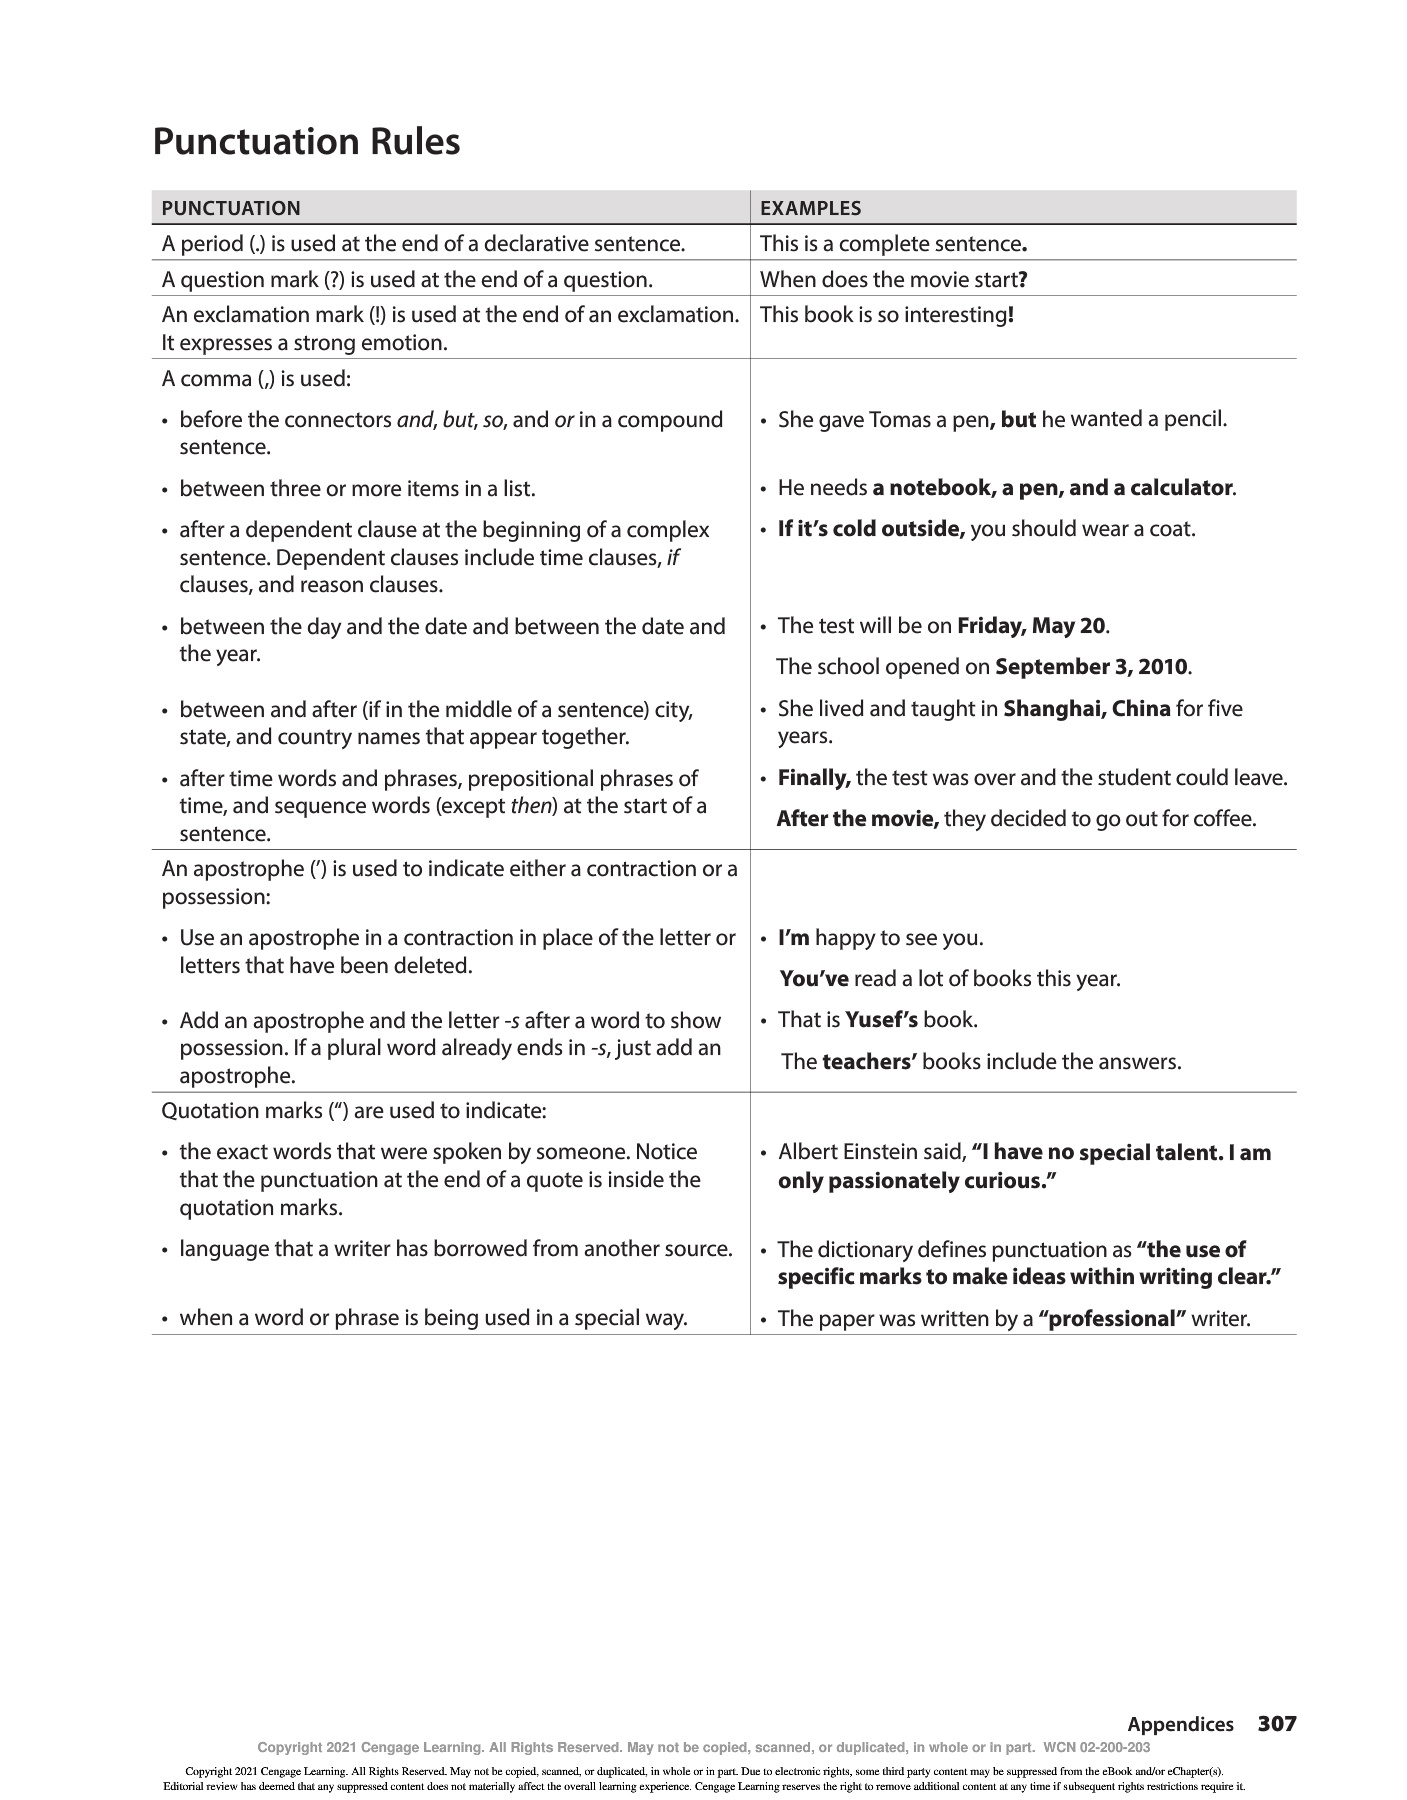 Punctuation Rules
PUNCTUATION
EXAMPLES
A period (.) is used at the end of a declarative sentence.
This is a complete sentence.
A question mark (?) is used at the end of a question.
When does the movie start?
An exclamation mark (!) is used at the end of an exclamation.
It expresses a strong emotion.
This book is so interesting!
A comma (,) is used:
• before the connectors and, but, so, and or in a compound
sentence.
• She gave Tomas a pen, but he wanted a pencil.
• between three or more items in a list.
• He needs a notebook, a pen, and a calculator.
• after a dependent clause at the beginning of a complex
sentence. Dependent clauses include time clauses, if
clauses, and reason clauses.
• If it’s cold outside, you should wear a coat.
• between the day and the date and between the date and
the year.
• The test will be on Friday, May 20.
The school opened on September 3, 2010.
• between and after (if in the middle of a sentence) city,
state, and country names that appear together.
• She lived and taught in Shanghai, China for five
years.
• after time words and phrases, prepositional phrases of
time, and sequence words (except then) at the start of a
sentence.
• Finally, the test was over and the student could leave.
After the movie, they decided to go out for coffee.
An apostrophe (’) is used to indicate either a contraction or a
possession:
• Use an apostrophe in a contraction in place of the letter or
letters that have been deleted.
• I’m happy to see you.
You’ve read a lot of books this year.
• Add an apostrophe and the letter -s after a word to show
possession. If a plural word already ends in -s, just add an
apostrophe.
• That is Yusef’s book.
The teachers’ books include the answers.
Quotation marks (“) are used to indicate:
• the exact words that were spoken by someone. Notice
that the punctuation at the end of a quote is inside the
quotation marks.
• Albert Einstein said, “I have no special talent. I am
only passionately curious.”
• language that a writer has borrowed from another source.
• The dictionary defines punctuation as “the use of
specific marks to make ideas within writing clear.”
• when a word or phrase is being used in a special way.
• The paper was written by a “professional” writer.
Appendices 307
Copyright 2021 Cengage Learning. All Rights Reserved. May not be copied, scanned, or duplicated, in whole or in part. WCN 02-200-203
Copyright 2021 Cengage Learning. All Rights Reserved. May not be copied, scanned, or duplicated, in whole or in part. Due to electronic rights, some third party content may be suppressed from the eBook and/or eChapter(s).
Editorial review has deemed that any suppressed content does not materially affect the overall learning experience. Cengage Learning reserves the right to remove additional content at any time if subsequent rights restrictions require it.